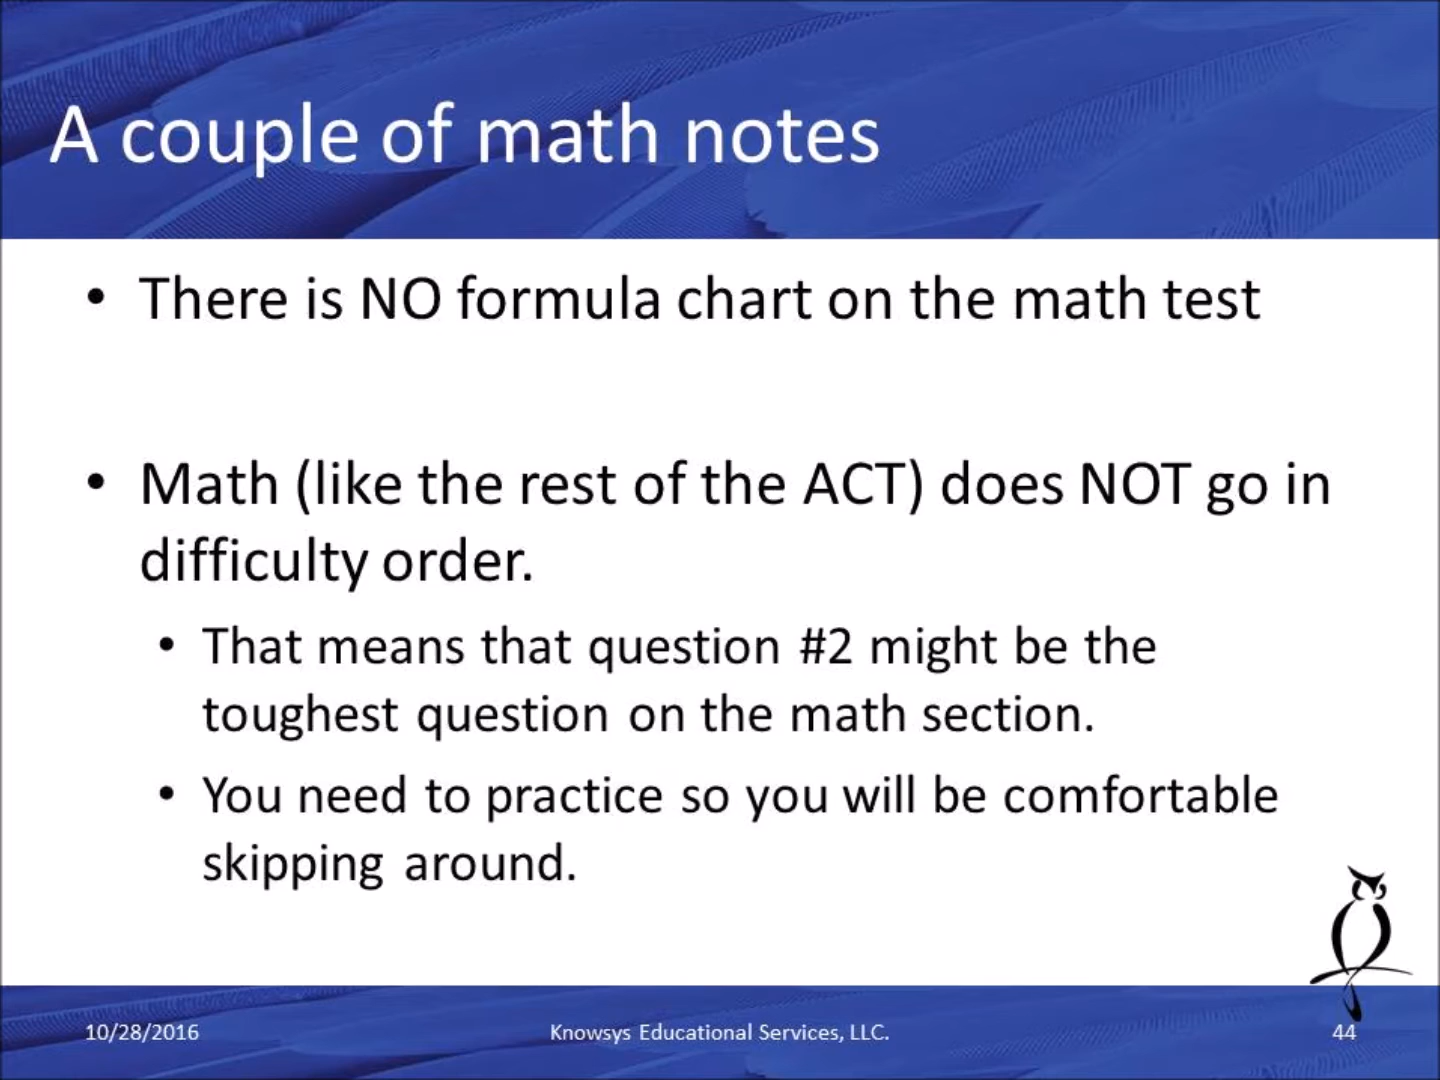 A couple of math notes
• There is NO formula chart on the math test
• Math (like the rest of the ACT) does NOT go in
difficulty order.
• That means that question #2 might be the
toughest question on the math section.
• You need to practice so you will be comfortable
skipping around.
10/28/2016
Knowsys Educational Services, LLC.
44